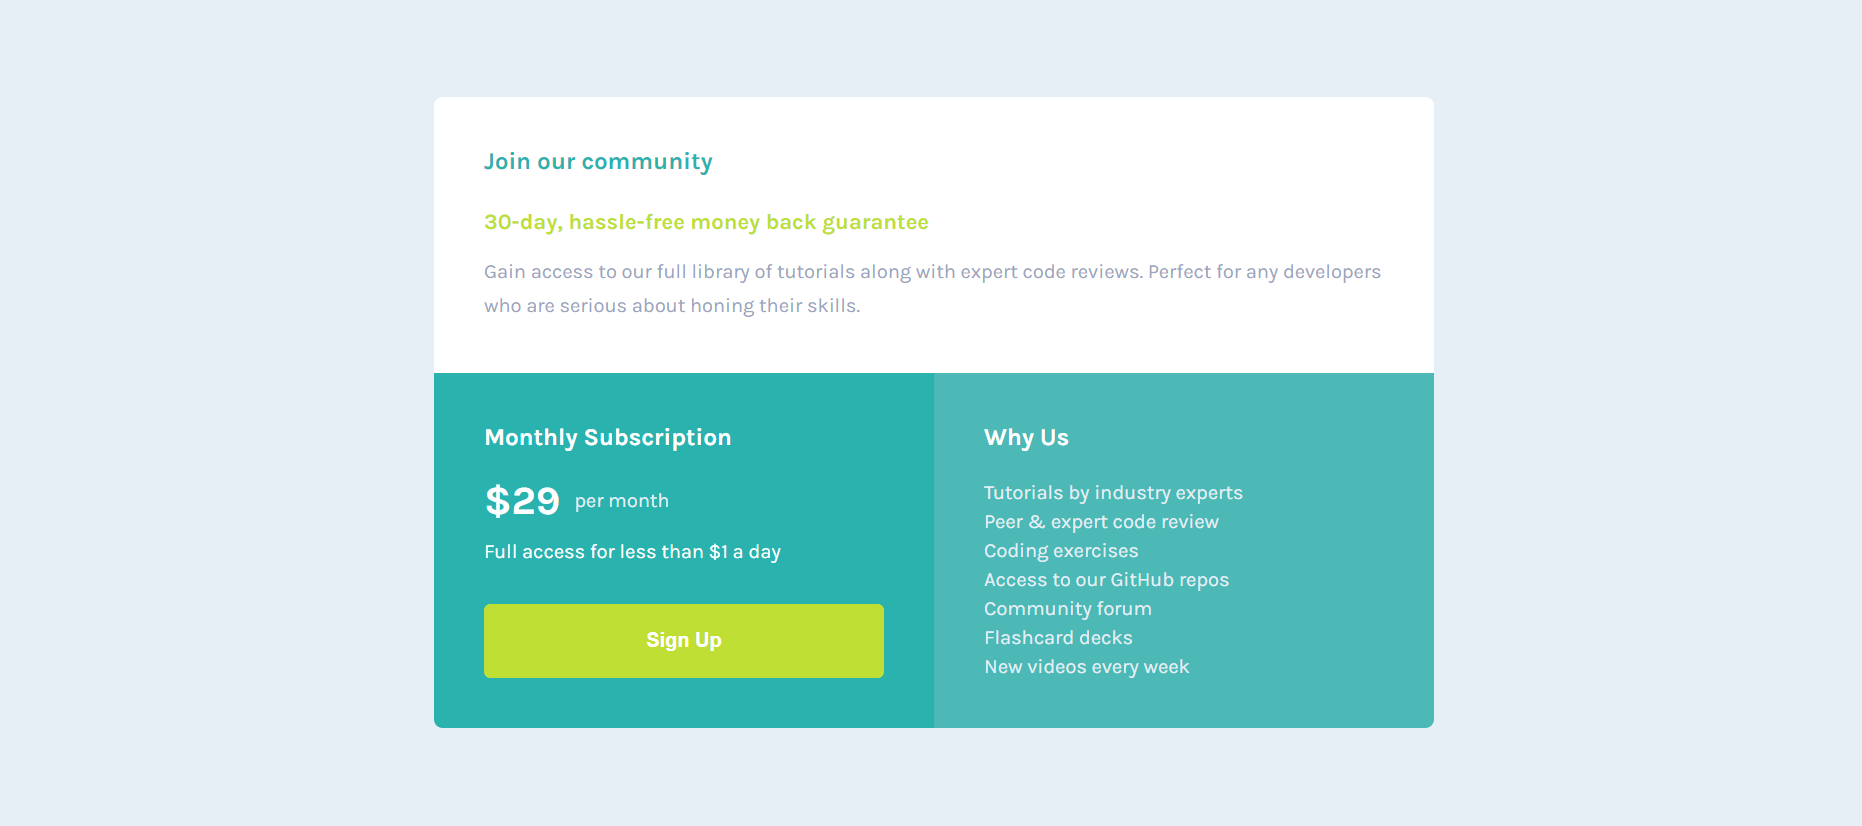 Join our community
30-day, hassle-free money back guarantee
Gain access to our full library of tutorials along with expert code reviews. Perfect for any developers
who are serious about honing their skills.
Monthly Subscription
$29 per month
Full access for less than $1 a day
Sign Up
Why Us
Tutorials by industry experts
Peer & expert code review
Coding exercises
Access to our GitHub repos
Community forum
Flashcard decks
New videos every week